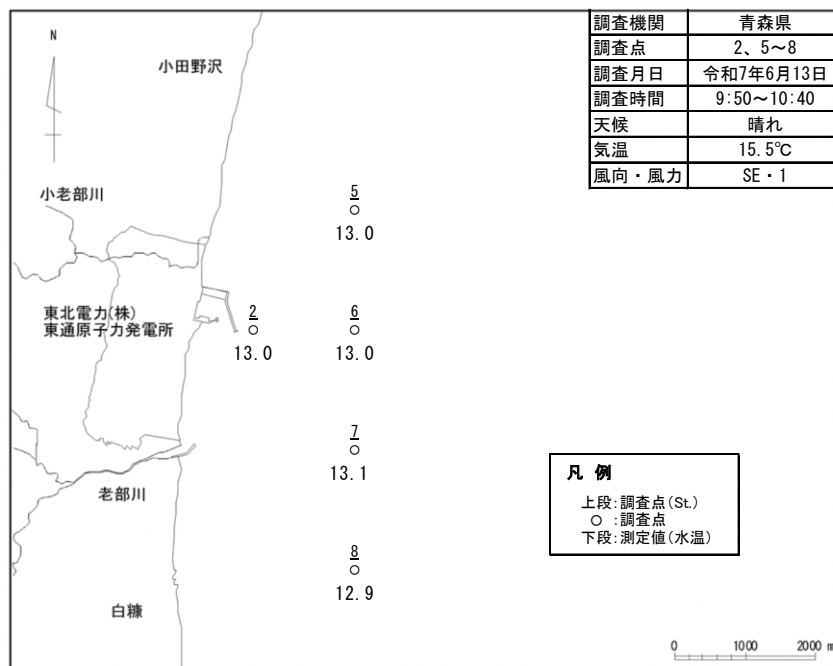 調査機関 青森県
調査点 2、5～8
調査月日 令和7年6月13日
調査時間 9:50～10:40
天候 晴れ
気温 15.5℃
風向・風力 SE・1
N
小田野沢
小老部川
5
13.0
東北電力(株)
東通原子力発電所
2
13.0
6
13.0
7
13.1
老部川
8
12.9
白糠
凡 例
上段:調査点(St.)
○ :調査点
下段:測定値(水温)
0 1000 2000 m